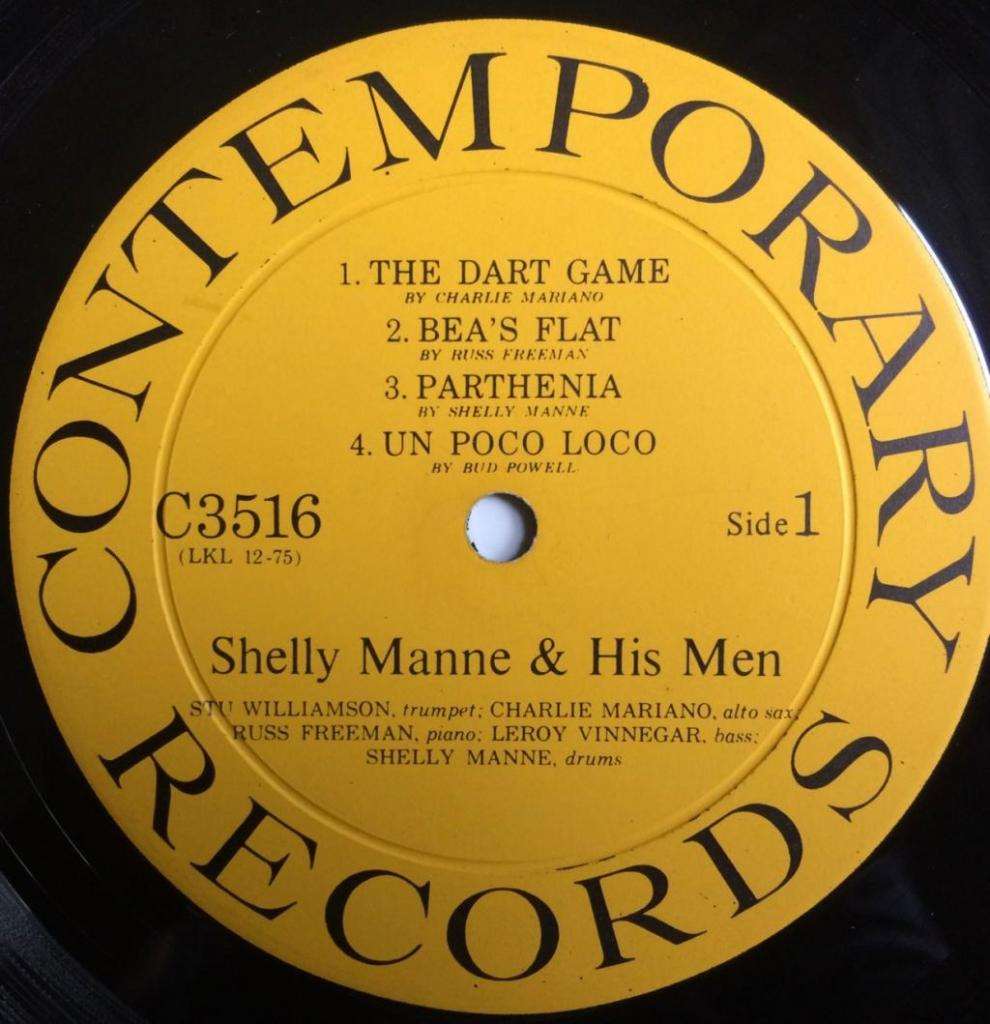 CONTEMPORARY
1. THE DART GAME
BY CHARLIE MARIANO
2. BEA'S FLAT
BY RUSS FREEMAN
3. PARTHENIA
BY SHELLY MANNE
4. UN POCO LOCO
BY BUD POWELL
C3516
(LKL 12-75)
Side 1
Shelly Manne & His Men
STU WILLIAMSON, trumpet; CHARLIE MARIANO, alto sax;
RUSS FREEMAN, piano; LEROY VINNEGAR, bass;
SHELLY MANNE, drums
RECORDS